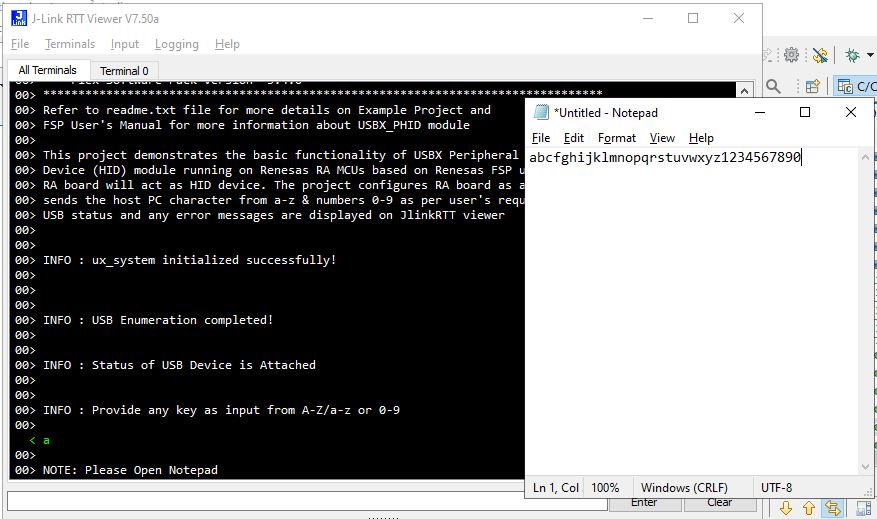 J-Link RTT Viewer V7.50a
File Terminals Input Logging Help
All Terminals Terminal 0
00> *******************************************************************************
00> Refer to readme.txt file for more details on Example Project and
00> FSP User's Manual for more information about USBX_PHID module
00>
00> This project demonstrates the basic functionality of USBX Peripheral
00> Device (HID) module running on Renesas RA MCUs based on Renesas FSP u
00> RA board will act as HID device. The project configures RA board as a
00> sends the host PC character from a-z & numbers 0-9 as per user's requ
00> USB status and any error messages are displayed on JlinkRTT viewer
00>
00>
00> INFO : ux_system initialized successfully!
00>
00>
00>
00> INFO : USB Enumeration completed!
00>
00>
00> INFO : Status of USB Device is Attached
00>
00>
00> INFO : Provide any key as input from A-Z/a-z or 0-9
00>
< a
00>
00> NOTE: Please Open Notepad
Enter Clear
*Untitled - Notepad
File Edit Format View Help
abcfghijklmnopqrstuvwxyz1234567890
Ln 1, Col 100% Windows (CRLF) UTF-8
C/C